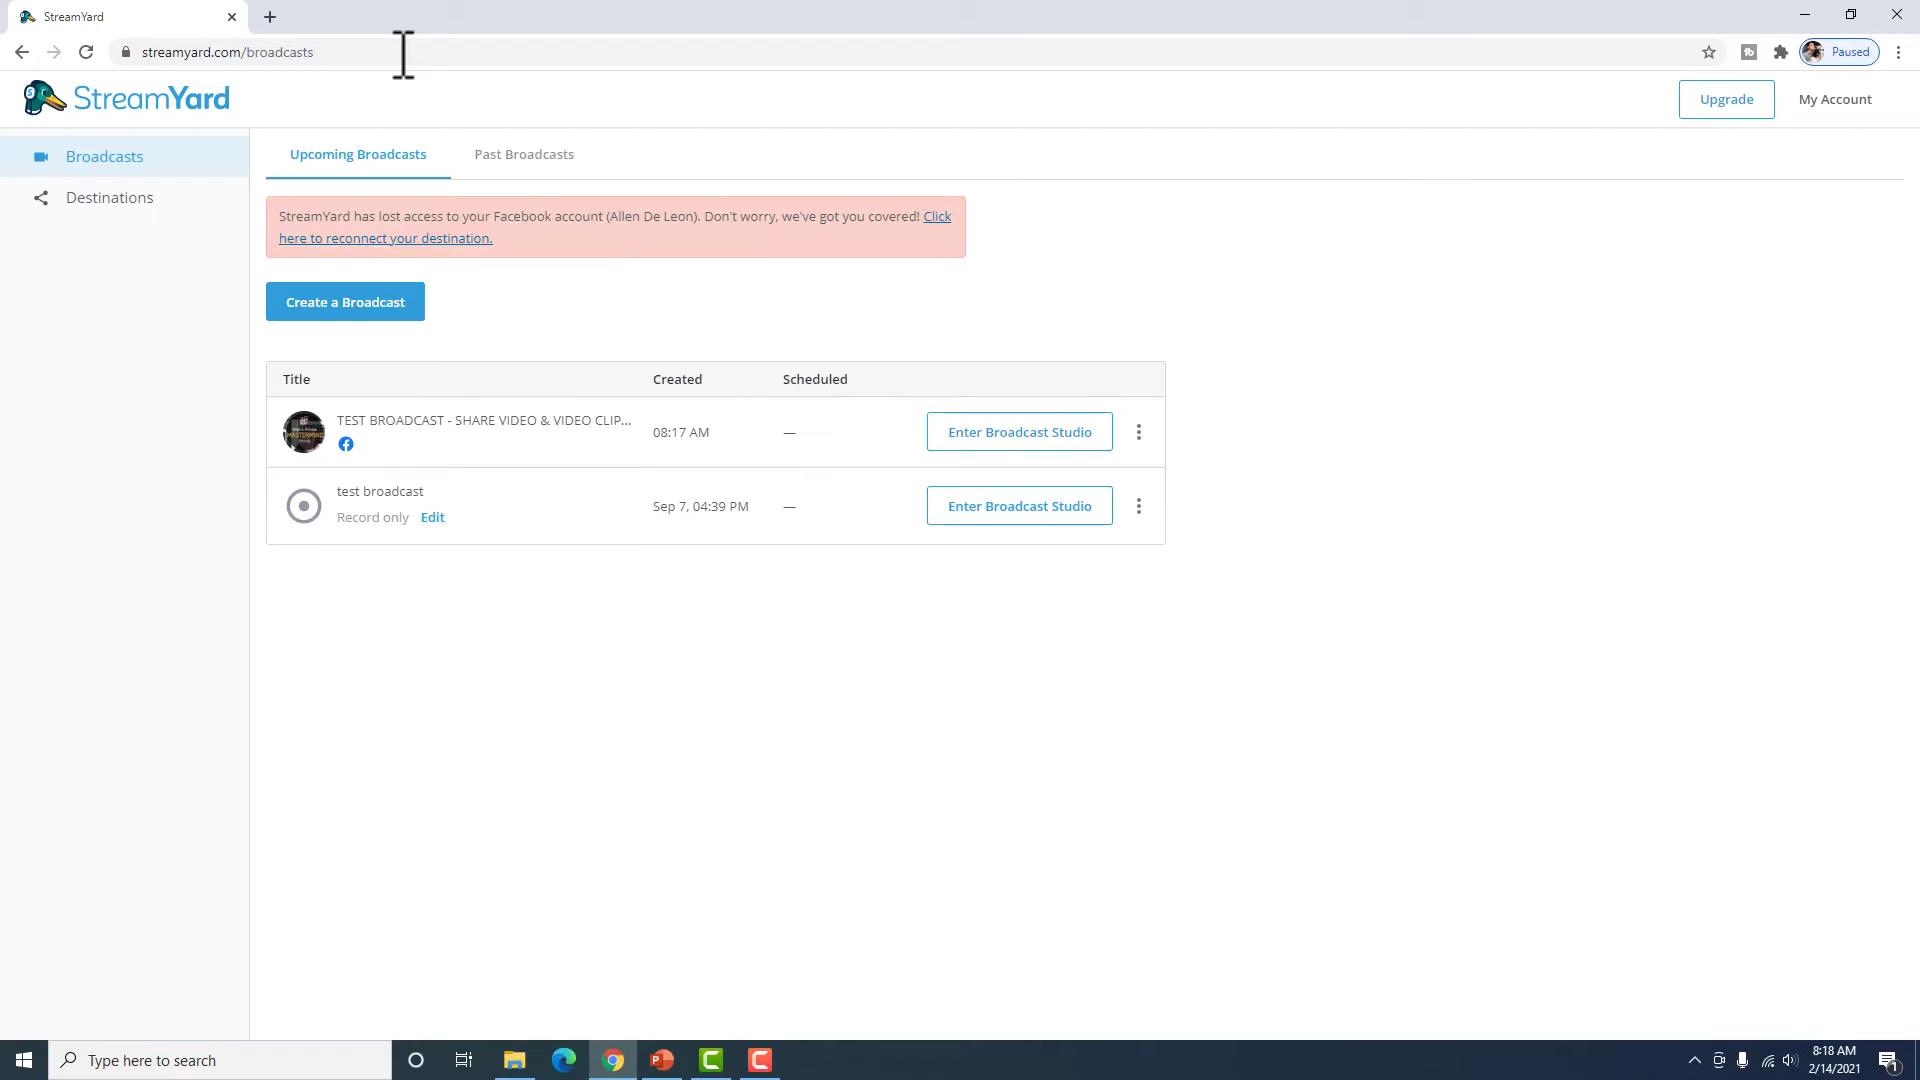 StreamYard
streamyard.com/broadcasts
Paused
StreamYard
Upgrade
My Account
Broadcasts
Destinations
Upcoming Broadcasts
Past Broadcasts
StreamYard has lost access to your Facebook account (Allen De Leon). Don't worry, we've got you covered! Click
here to reconnect your destination.
Create a Broadcast
Title Created Scheduled
TEST BROADCAST - SHARE VIDEO & VIDEO CLIP...
08:17 AM — Enter Broadcast Studio
test broadcast
Record only Edit
Sep 7, 04:39 PM — Enter Broadcast Studio
Type here to search
8:18 AM
2/14/2021
1